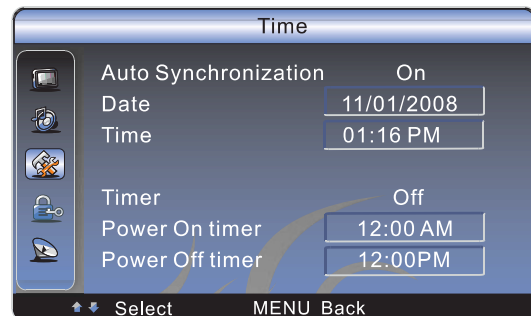 Time
Auto Synchronization On
Date 11/01/2008
Time 01:16 PM
Timer Off
Power On timer 12:00 AM
Power Off timer 12:00PM
Select MENU Back